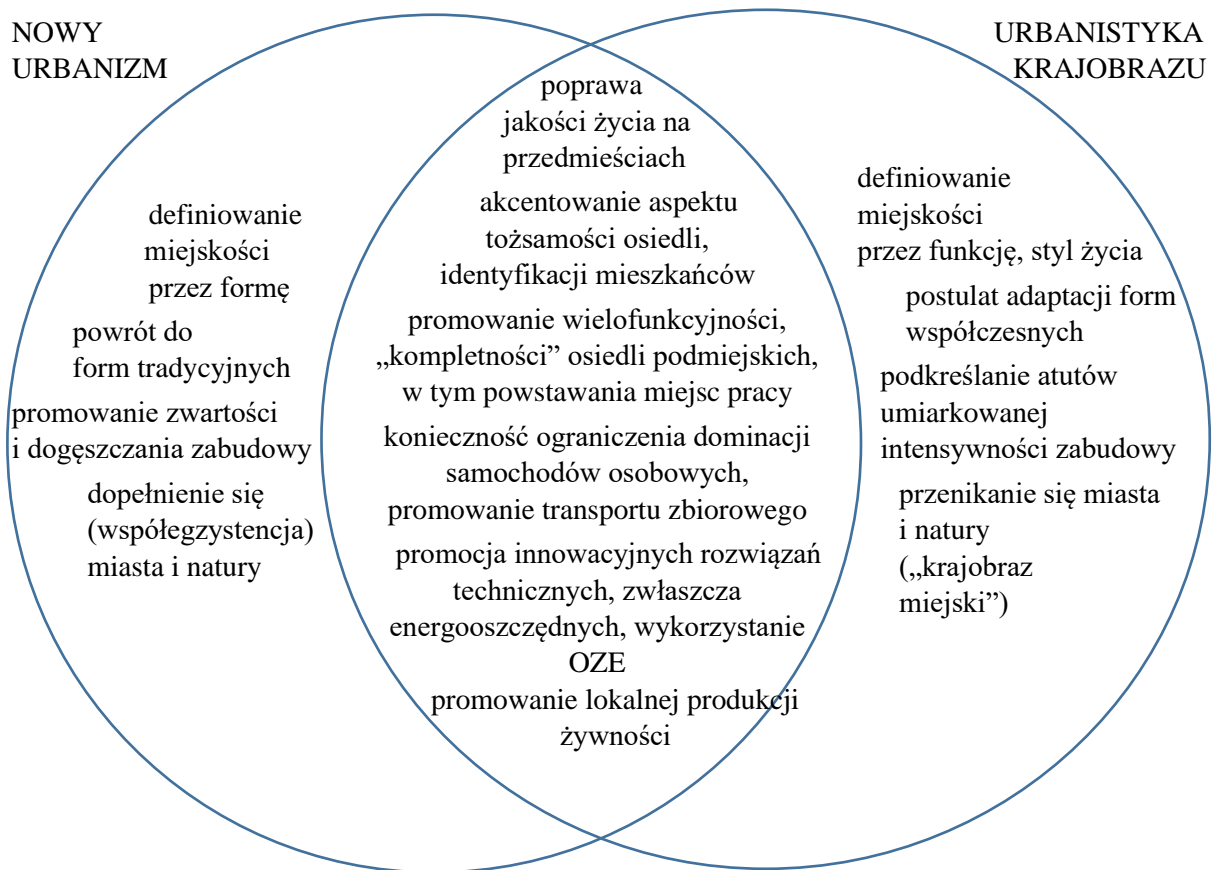 NOWY
URBANIZM
URBANISTYKA
KRAJOBRAZU
definiowanie
miejskości
przez formę
powrót do
form tradycyjnych
promowanie zwartości
i dogęszczania zabudowy
dopełnienie się
(współegzystencja)
miasta i natury
poprawa
jakości życia na
przedmieściach
akcentowanie aspektu
tożsamości osiedli,
identyfikacji mieszkańców
promowanie wielofunkcyjności,
„kompletności” osiedli podmiejskich,
w tym powstawania miejsc pracy
konieczność ograniczenia dominacji
samochodów osobowych,
promowanie transportu zbiorowego
promocja innowacyjnych rozwiązań
technicznych, zwłaszcza
energooszczędnych, wykorzystanie
OZE
promowanie lokalnej produkcji
żywności
definiowanie
miejskości
przez funkcję, styl życia
postulat adaptacji form
współczesnych
podkreślanie atutów
umiarkowanej
intensywności zabudowy
przenikanie się miasta
i natury
(„krajobraz
miejski”)